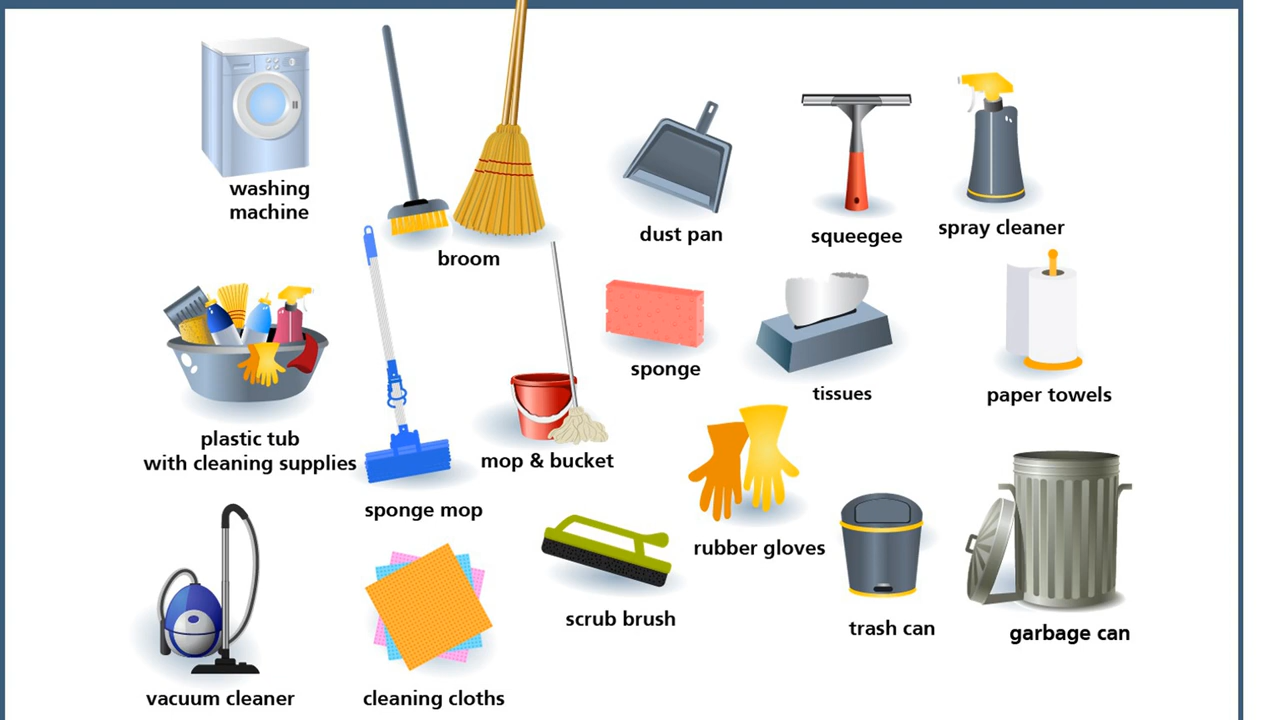 washing
machine
broom
dust pan
squeegee
spray cleaner
plastic tub
with cleaning supplies
sponge mop
mop & bucket
sponge
tissues
paper towels
vacuum cleaner
cleaning cloths
scrub brush
rubber gloves
trash can
garbage can